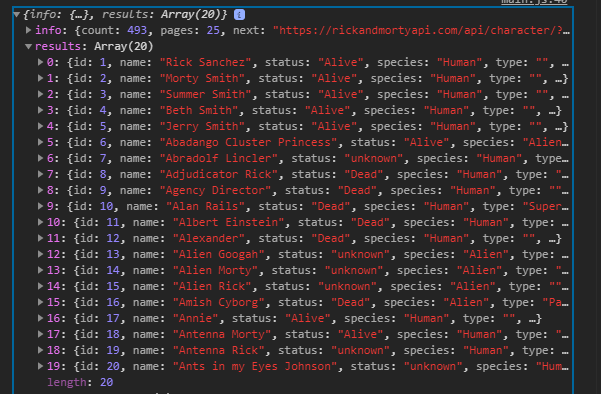 main.js:46
{info: {…}, results: Array(20)} i
info: {count: 493, pages: 25, next: "https://rickandmortyapi.com/api/character/?…
results: Array(20)
0: {id: 1, name: "Rick Sanchez", status: "Alive", species: "Human", type: "", …}
1: {id: 2, name: "Morty Smith", status: "Alive", species: "Human", type: "", …}
2: {id: 3, name: "Summer Smith", status: "Alive", species: "Human", type: "", …}
3: {id: 4, name: "Beth Smith", status: "Alive", species: "Human", type: "", …}
4: {id: 5, name: "Jerry Smith", status: "Alive", species: "Human", type: "", …}
5: {id: 6, name: "Abadango Cluster Princess", status: "Alive", species: "Alien…
6: {id: 7, name: "Abradolf Lincler", status: "unknown", species: "Human", type…
7: {id: 8, name: "Adjudicator Rick", status: "Dead", species: "Human", type: "…
8: {id: 9, name: "Agency Director", status: "Dead", species: "Human", type: ""…
9: {id: 10, name: "Alan Rails", status: "Dead", species: "Human", type: "Super…
10: {id: 11, name: "Albert Einstein", status: "Dead", species: "Human", type: …
11: {id: 12, name: "Alexander", status: "Dead", species: "Human", type: "", …}
12: {id: 13, name: "Alien Googah", status: "unknown", species: "Alien", type: …
13: {id: 14, name: "Alien Morty", status: "unknown", species: "Alien", type: "…
14: {id: 15, name: "Alien Rick", status: "unknown", species: "Alien", type: ""…
15: {id: 16, name: "Amish Cyborg", status: "Dead", species: "Alien", type: "Pa…
16: {id: 17, name: "Annie", status: "Alive", species: "Human", type: "", …}
17: {id: 18, name: "Antenna Morty", status: "Alive", species: "Human", type: "…
18: {id: 19, name: "Antenna Rick", status: "unknown", species: "Human", type: …
19: {id: 20, name: "Ants in my Eyes Johnson", status: "unknown", species: "Hum…
length: 20